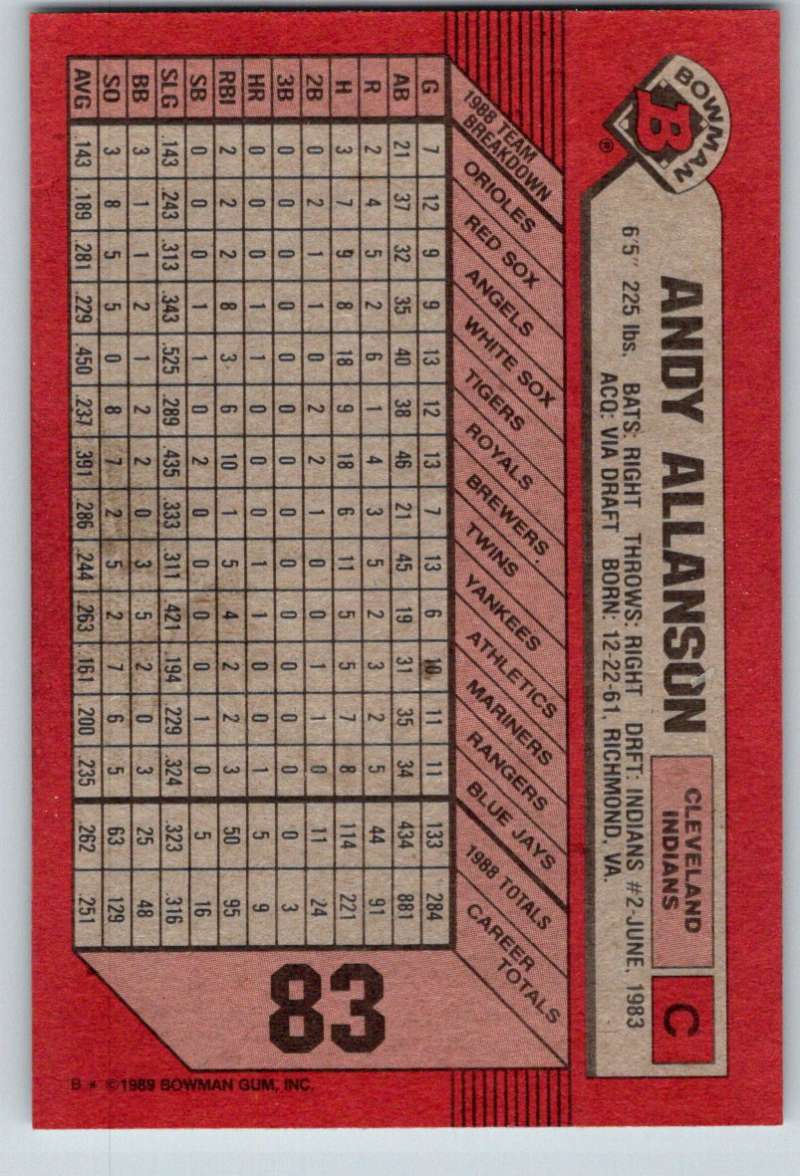 BOWMAN
B
®
ANDY ALLANSON
CLEVELAND
INDIANS
C
6'5" 225 lbs. BATS: RIGHT THROWS: RIGHT DRFT: INDIANS #2-JUNE, 1983
ACQ: VIA DRAFT BORN: 12-22-61, RICHMOND, VA.
1988 TEAM
BREAKDOWN
ORIOLES
RED SOX
ANGELS
WHITE SOX
TIGERS
ROYALS
BREWERS
TWINS
YANKEES
ATHLETICS
MARINERS
RANGERS
BLUE JAYS
1988 TOTALS
CAREER
TOTALS
G 7 12 9 9 13 12 13 7 13 6 10 11 11 133 284
AB 21 37 32 35 40 38 46 21 45 19 31 35 34 434 881
R 2 4 5 2 6 1 4 3 5 2 3 2 5 44 91
H 3 7 9 8 18 9 18 6 11 5 5 7 8 114 221
2B 0 2 1 1 0 2 2 1 0 0 1 1 0 11 24
3B 0 0 0 0 0 0 0 0 0 0 0 0 0 0 3
HR 0 0 0 1 1 0 0 0 1 1 0 0 1 5 9
RBI 2 2 2 8 3 6 10 1 5 4 2 2 3 50 95
SB 0 0 0 1 1 0 2 0 0 0 0 1 0 5 16
SLG .143 .243 .313 .343 .525 .289 .435 .333 .311 .421 .194 .229 .324 .323 .316
BB 3 1 1 2 1 2 2 0 3 5 2 0 3 25 48
SO 3 8 5 5 0 8 7 2 5 2 7 6 5 63 129
AVG .143 .189 .281 .229 .450 .237 .391 .286 .244 .263 .161 .200 .235 .262 .251
83
B * ©1989 BOWMAN GUM, INC.